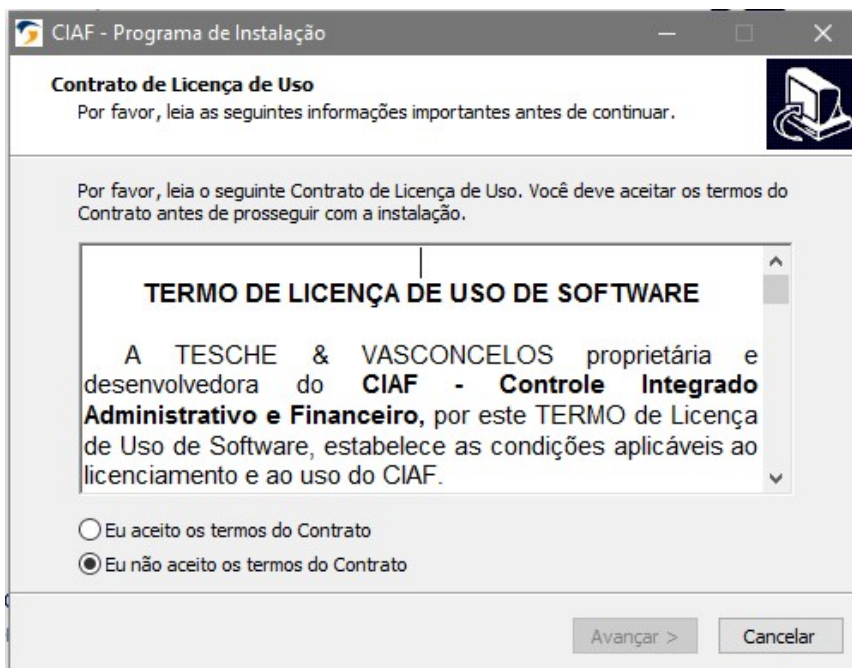 CIAF - Programa de Instalação
Contrato de Licença de Uso
Por favor, leia as seguintes informações importantes antes de continuar.
Por favor, leia o seguinte Contrato de Licença de Uso. Você deve aceitar os termos do
Contrato antes de prosseguir com a instalação.
TERMO DE LICENÇA DE USO DE SOFTWARE
A TESCHE & VASCONCELOS proprietária e
desenvolvedora do CIAF - Controle Integrado
Administrativo e Financeiro, por este TERMO de Licença
de Uso de Software, estabelece as condições aplicáveis ao
licenciamento e ao uso do CIAF.
Eu aceito os termos do Contrato
Eu não aceito os termos do Contrato
Avançar >
Cancelar